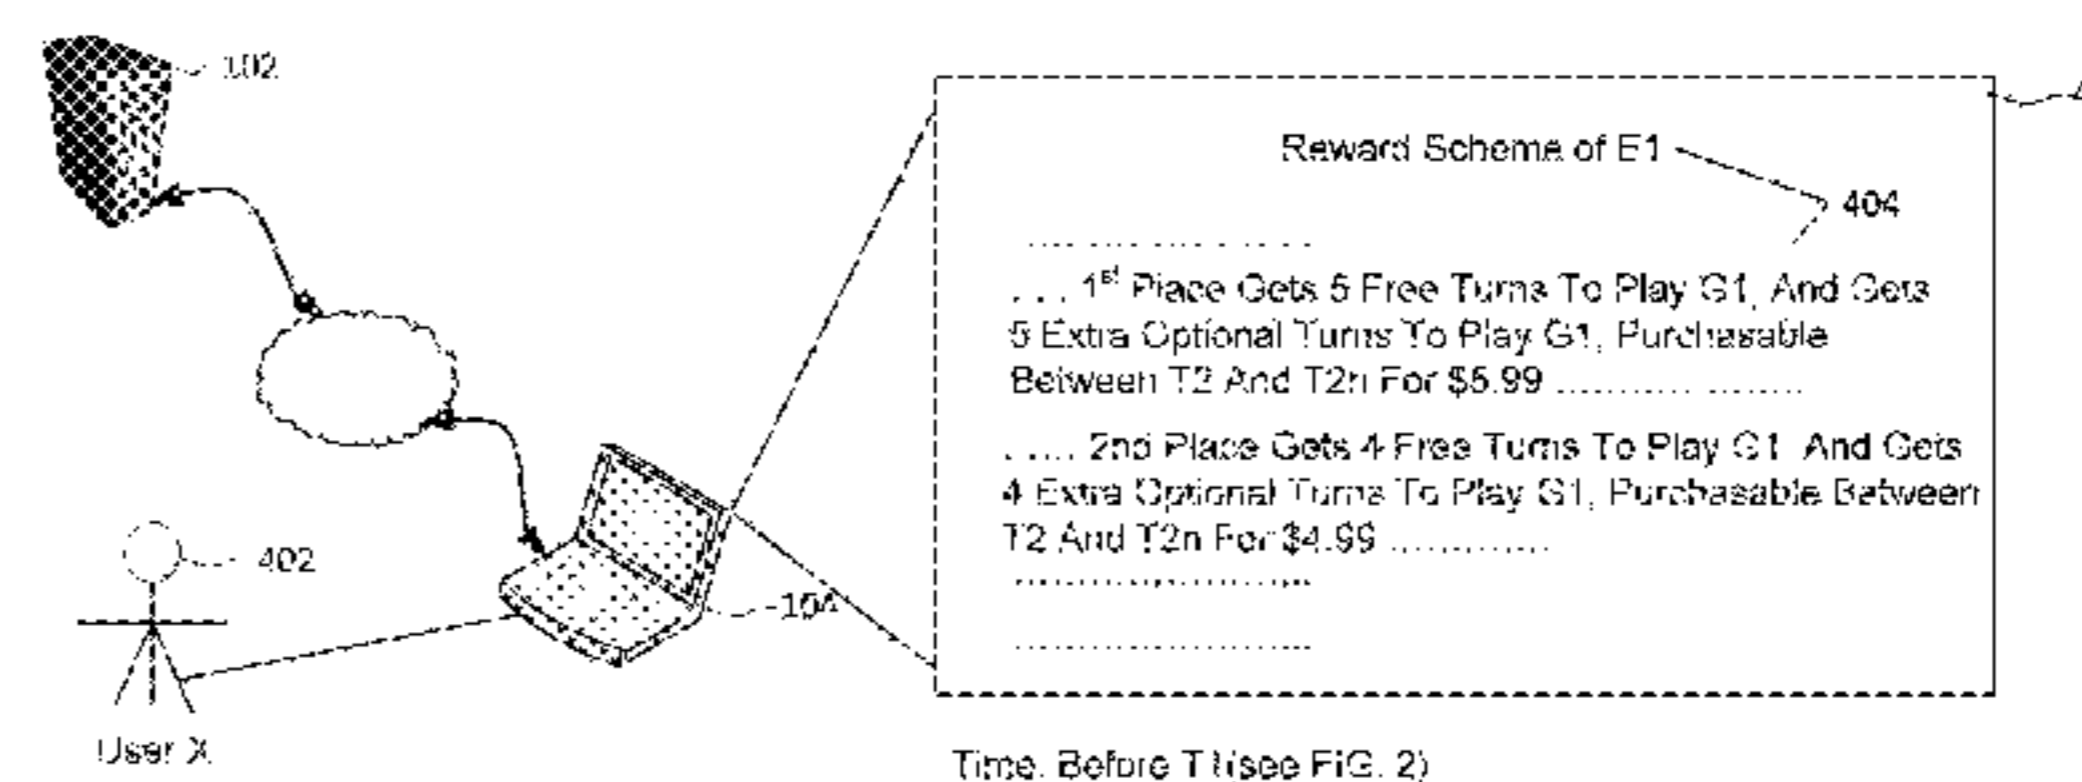 102
Reward Scheme of E1
404
. . . 1st Place Gets 5 Free Turns To Play G1, And Gets
5 Extra Optional Turns To Play G1, Purchasable
Between T2 And T2n For $5.99 ....................
..... 2nd Place Gets 4 Free Turns To Play G1 And Gets
4 Extra Optional Turns To Play G1, Purchasable Between
T2 And T2n For $4.99 .............
402
104
User X
Time. Before T1(see FIG. 2)